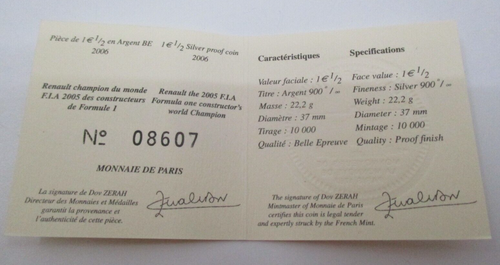 Pièce de 1€ 1/2 en Argent BE
2006
1€ 1/2 Silver proof coin
2006
Renault champion du monde
F.I.A 2005 des constructeurs
de Formule 1
Renault the 2005 F.I.A
Formula one constructor's
world Champion
Nº 08607
MONNAIE DE PARIS
La signature de Dov ZERAH
Directeur des Monnaies et Médailles
garantit la provenance et
l'authenticité de cette pièce.
Caractéristiques
Valeur faciale : 1€ 1/2
Titre : Argent 900°/∞
Masse : 22,2 g
Diamètre : 37 mm
Tirage : 10 000
Qualité : Belle Epreuve
Specifications
Face value : 1€ 1/2
Fineness : Silver 900°/∞
Weight : 22,2 g
Diameter : 37 mm
Mintage : 10 000
Quality : Proof finish
The signature of Dov ZERAH
Mintmaster of Monnaie de Paris
certifies this coin is legal tender
and expertly struck by the French Mint.